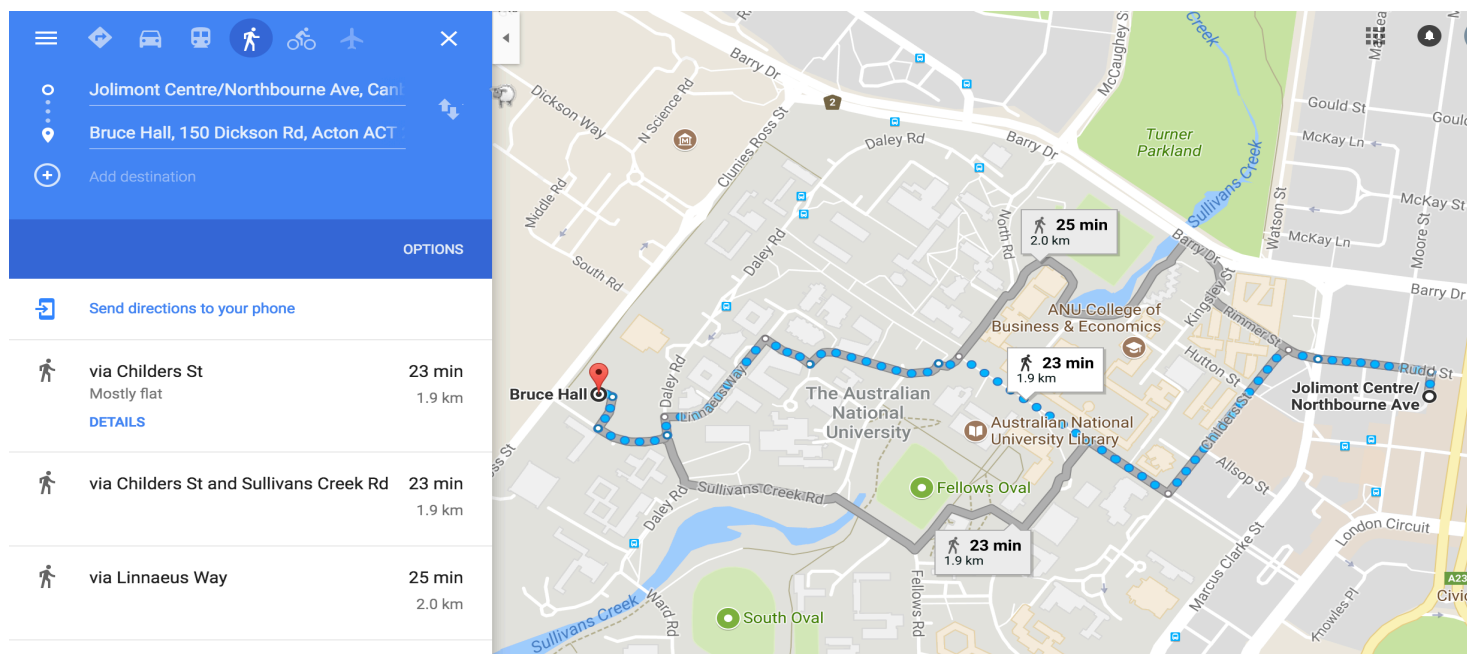 Jolimont Centre/Northbourne Ave, Can
Bruce Hall, 150 Dickson Rd, Acton ACT
Add destination
OPTIONS
Send directions to your phone
via Childers St 23 min
Mostly flat 1.9 km
DETAILS
via Childers St and Sullivans Creek Rd 23 min
1.9 km
via Linnaeus Way 25 min
2.0 km
Barry Dr
McCaughey St
Creek
Dickson Way
N Science Rd
Clunies Ross St
2
Daley Rd
Barry Dr
Turner
Parkland
Gould St
McKay Ln
Middle Rd
Sullivans Creek
Watson St
McKay St
Moore St
McKay Ln
25 min
2.0 km
North Rd
Barry Dr
South Rd
Daley Rd
Kingsley St
Barry Dr
ANU College of
Business & Economics
Rimmer St
Hutton St
23 min
1.9 km
Rudd St
Bruce Hall
Daley Rd
Linnaeus Way
The Australian
National
University
Jolimont Centre/
Northbourne Ave
Australian National
University Library
Childers St
Allsop St
ss St
Sullivans Creek Rd
Fellows Oval
Daley Rd
London Circuit
23 min
1.9 km
Marcus Clarke St
Fellows Rd
A23
Civic
Ward Rd
South Oval
Knowles Pl
Sullivans Creek